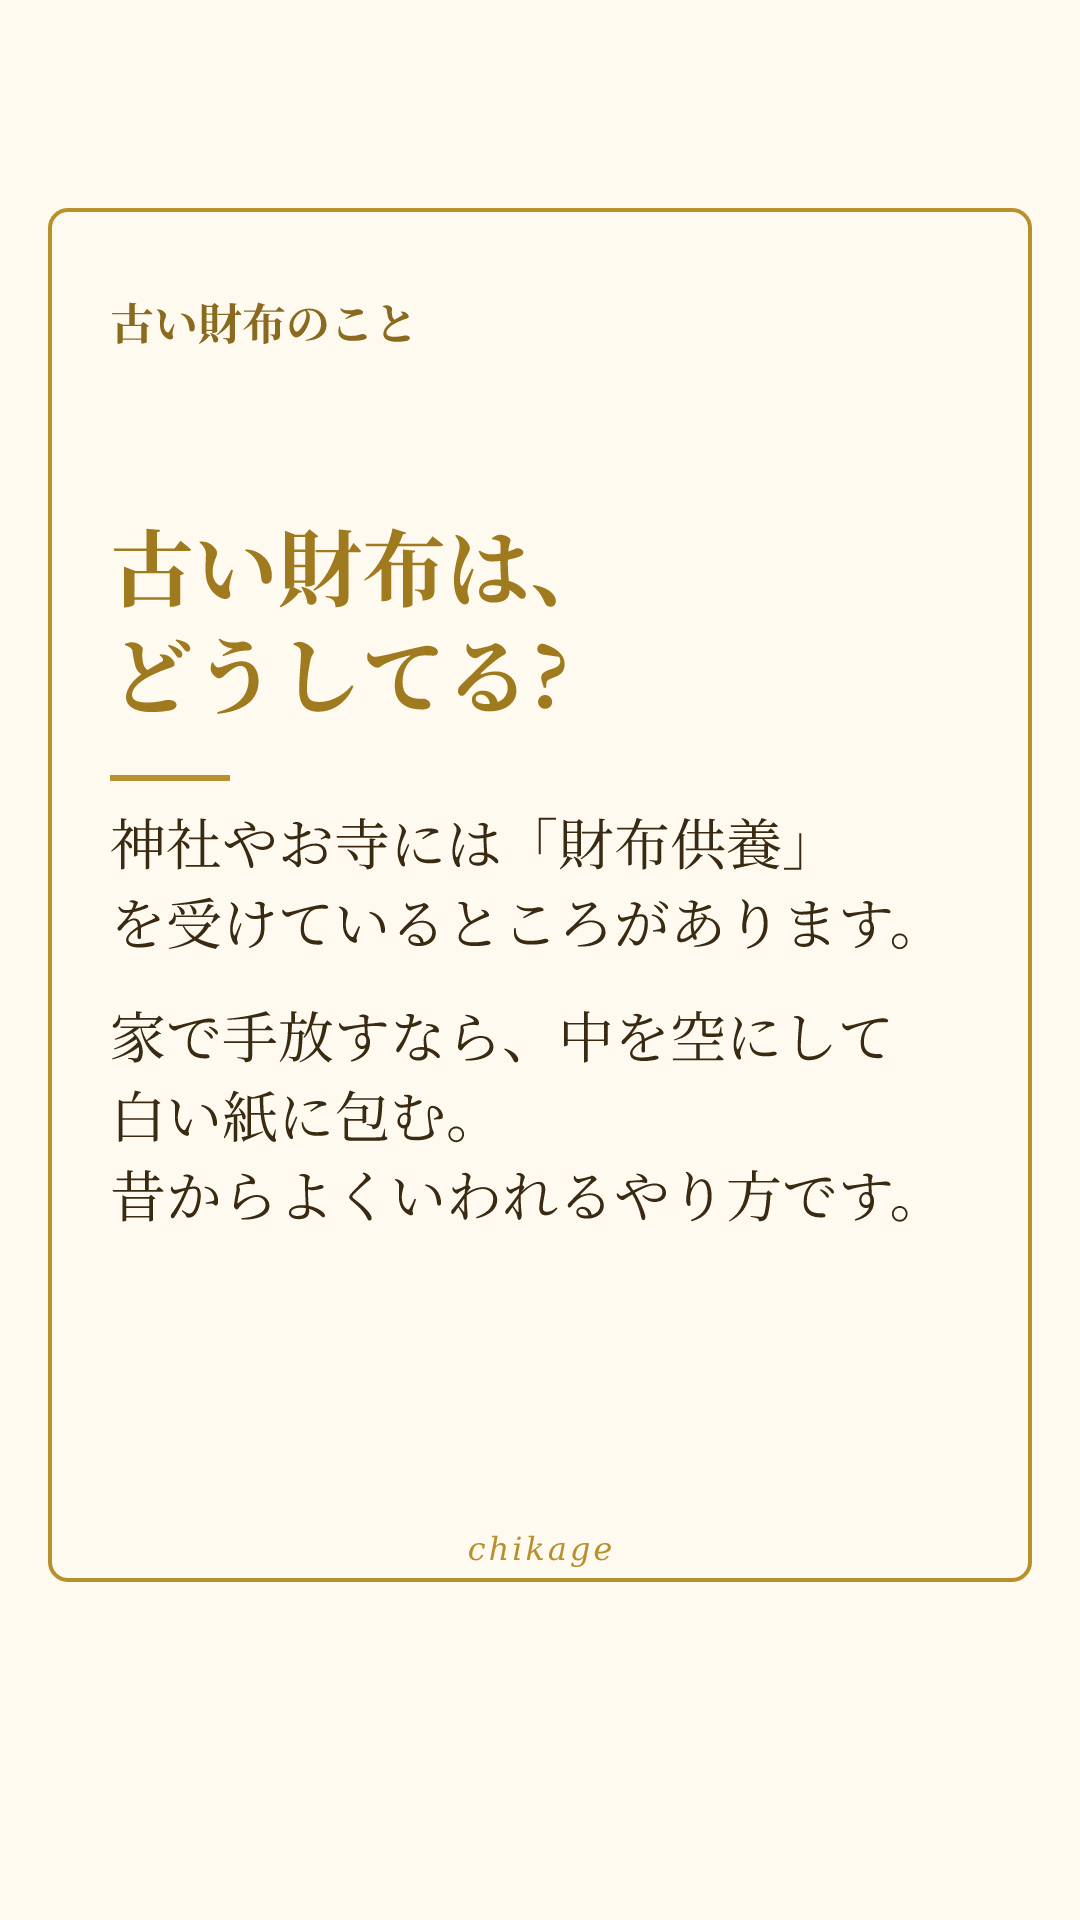 古い財布のこと
古い財布は、
どうしてる?
神社やお寺には「財布供養」
を受けているところがあります。
家で手放すなら、中を空にして
白い紙に包む。
昔からよくいわれるやり方です。
chikage